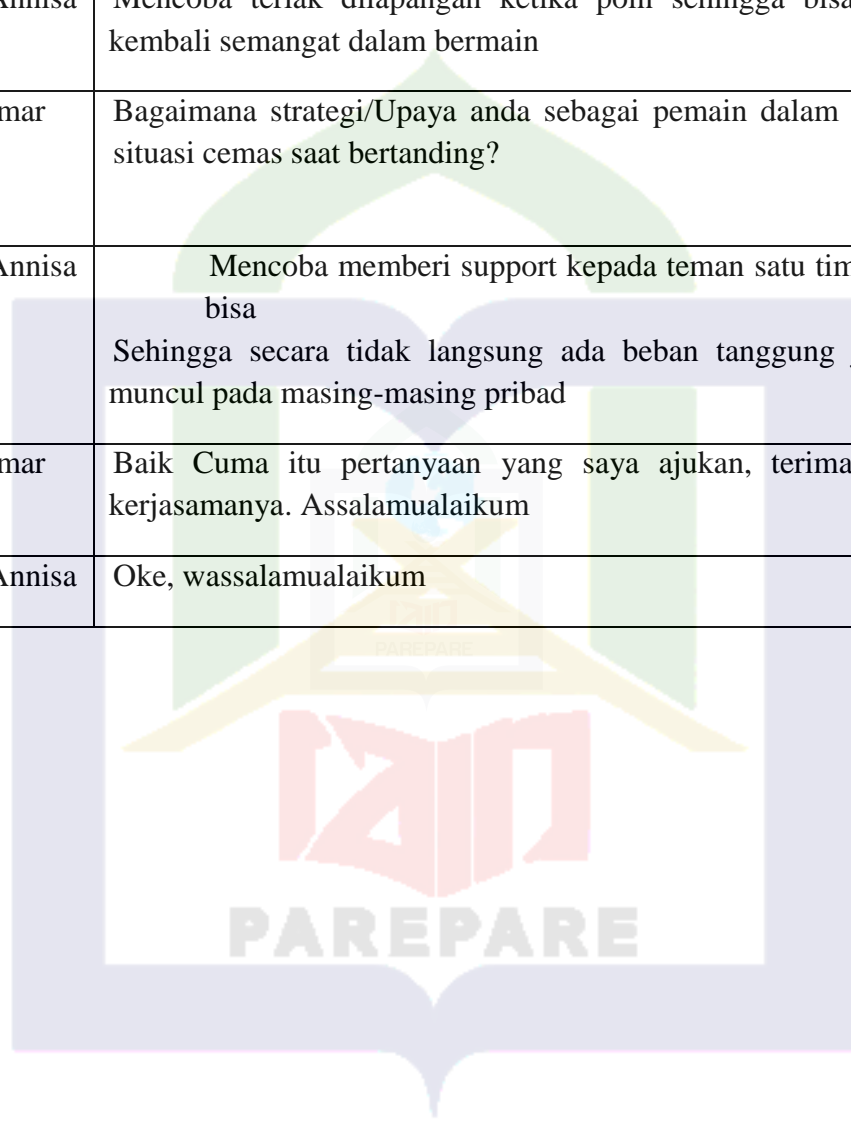 Annisa Mencoba teriak dilapangan ketika poin sehingga bisa
kembali semangat dalam bermain
mar Bagaimana strategi/Upaya anda sebagai pemain dalam
situasi cemas saat bertanding?
Annisa Mencoba memberi support kepada teman satu tim
bisa
Sehingga secara tidak langsung ada beban tanggung
muncul pada masing-masing pribad
mar Baik Cuma itu pertanyaan yang saya ajukan, terima
kerjasamanya. Assalamualaikum
Annisa Oke, wassalamualaikum
IAIN
PAREPARE
IAIN
PAREPARE